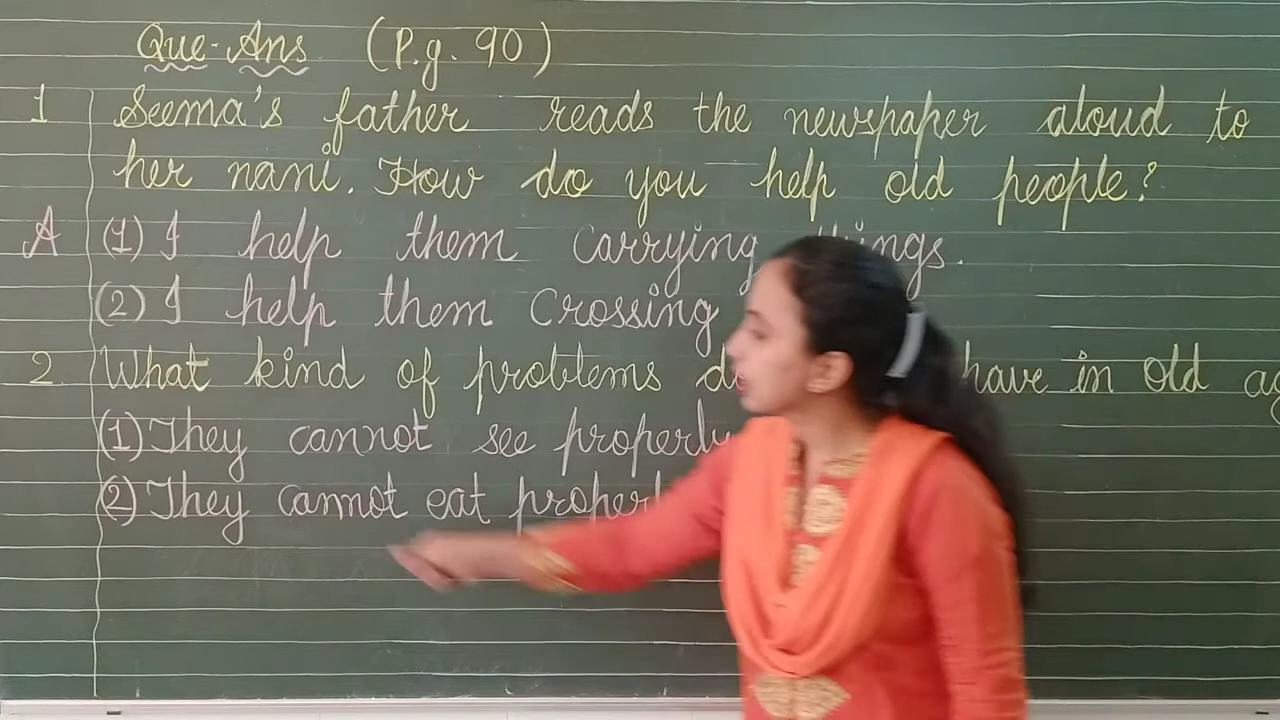 Que-Ans (P.g. 90)
1 Seema's father reads the newspaper aloud to
her nani. How do you help old people?
A (1) I help them carrying things.
(2) I help them Crossing
2 What kind of problems have in old
(1) They cannot see properly
(2) They cannot eat